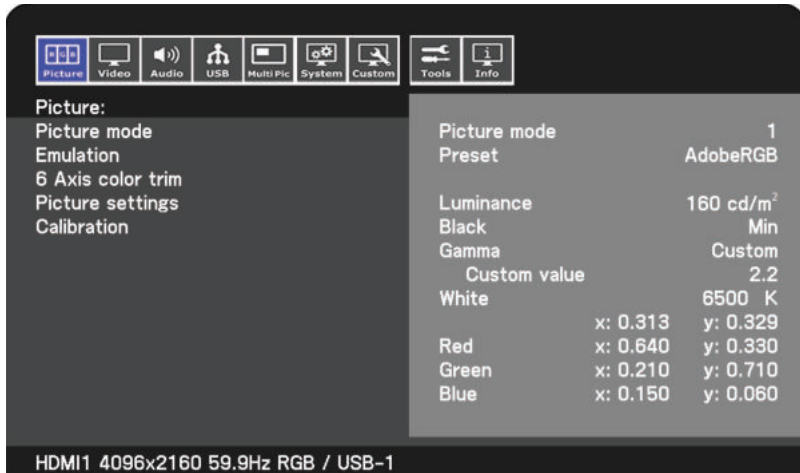 R G B
Picture Video Audio USB Multi Pic System Custom Tools Info
Picture:
Picture mode
Emulation
6 Axis color trim
Picture settings
Calibration
Picture mode 1
Preset AdobeRGB
Luminance 160 cd/m²
Black Min
Gamma Custom
Custom value 2.2
White 6500 K
x: 0.313 y: 0.329
Red x: 0.640 y: 0.330
Green x: 0.210 y: 0.710
Blue x: 0.150 y: 0.060
HDMI1 4096x2160 59.9Hz RGB / USB-1